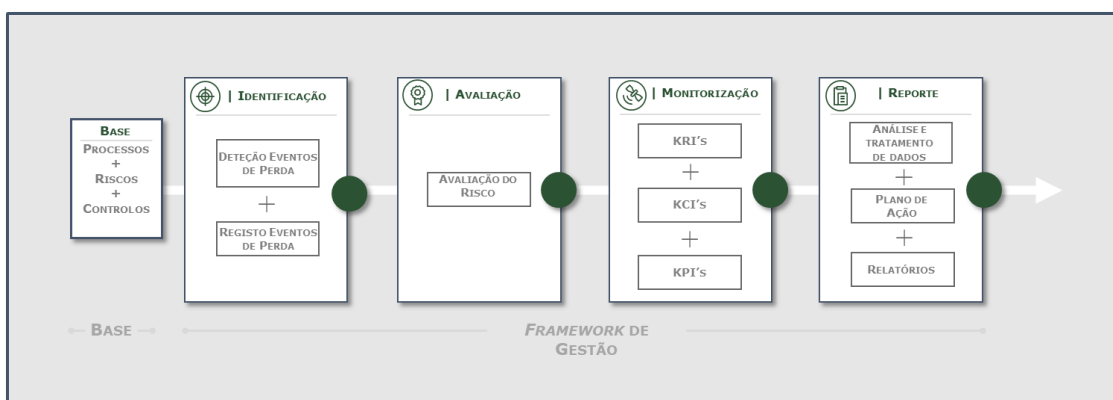 BASE
PROCESSOS
+
RISCOS
+
CONTROLOS
| IDENTIFICAÇÃO
DETEÇÃO EVENTOS
DE PERDA
+
REGISTO EVENTOS
DE PERDA
| AVALIAÇÃO
AVALIAÇÃO DO
RISCO
| MONITORIZAÇÃO
KRI's
+
KCI's
+
KPI's
| REPORTE
ANÁLISE E
TRATAMENTO
DE DADOS
+
PLANO DE
AÇÃO
+
RELATÓRIOS
BASE
FRAMEWORK DE
GESTÃO